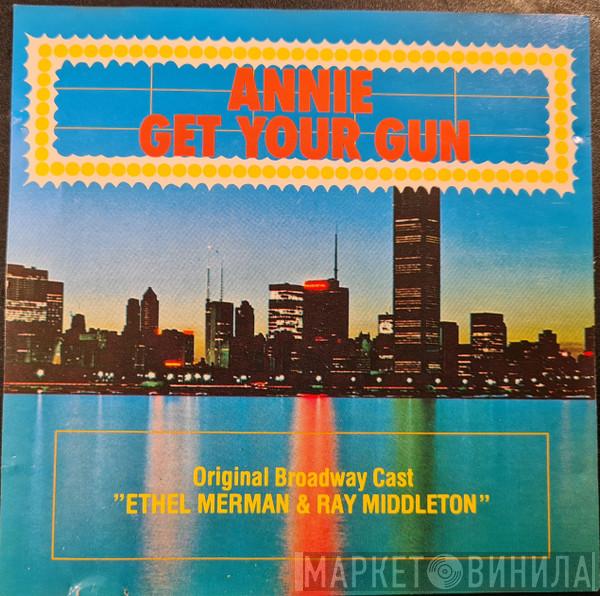 ANNIE
GET YOUR GUN
Original Broadway Cast
"ETHEL MERMAN & RAY MIDDLETON"
МАРКЕТ ВИНИЛА